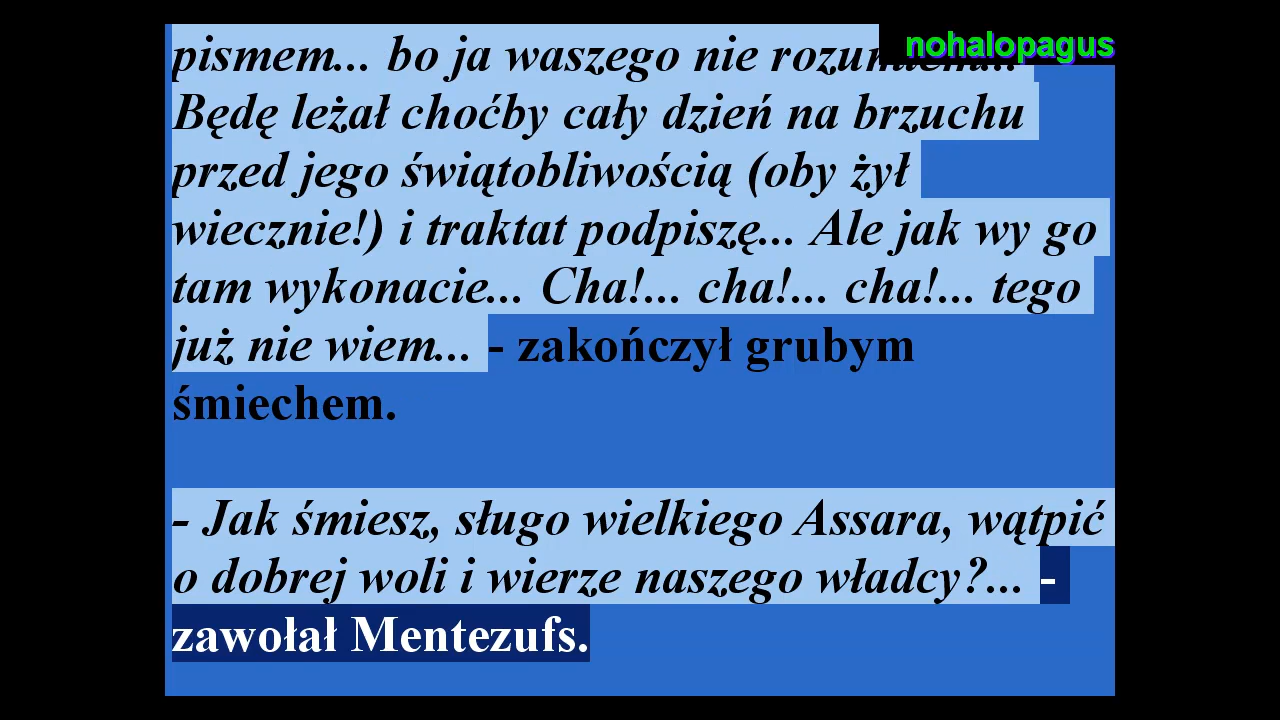 nohalopagus
pismem... bo ja waszego nie
Będę leżał choćby cały dzień na brzuchu
przed jego świątobliwością (oby żył
wiecznie!) i traktat podpiszę... Ale jak wy go
tam wykonacie... Cha!... cha!... cha!... tego
już nie wiem... - zakończył grubym
śmiechem.
- Jak śmiesz, sługo wielkiego Assara, wątpić
o dobrej woli i wierze naszego władcy?... -
zawołał Mentezufs.